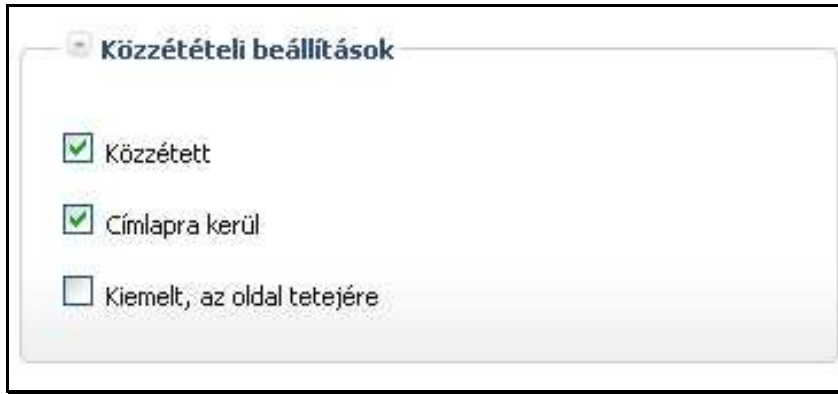 Közzétételi beállítások
Közzétett
Címlapra kerül
Kiemelt, az oldal tetejére